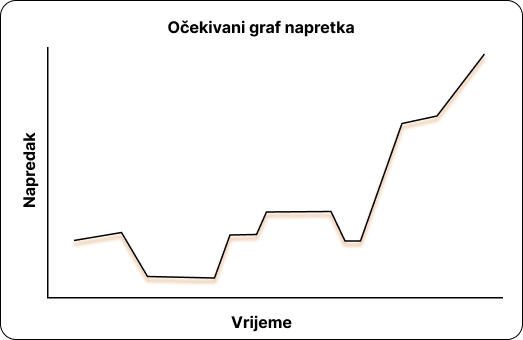 Očekivani graf napretka
Napredak
Vrijeme